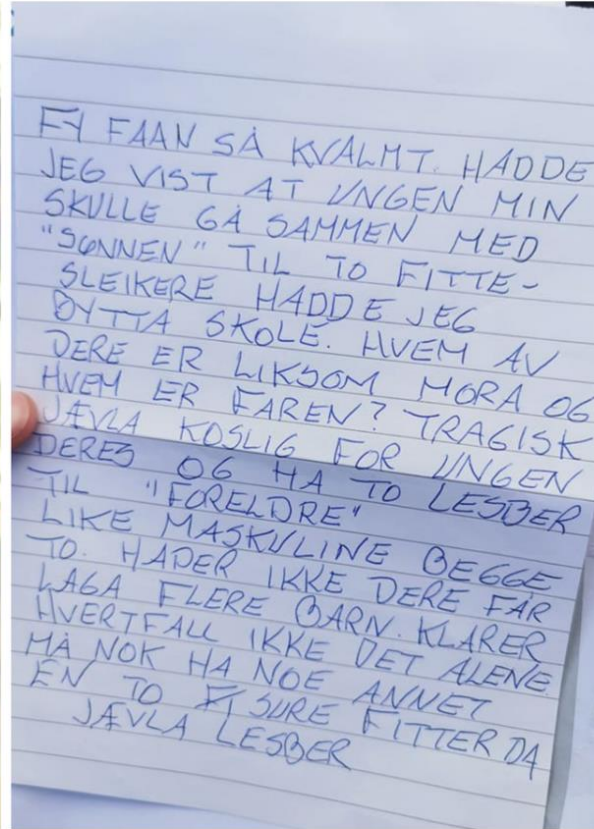 FY FAAN SÅ KVALMT. HADDE
JEG VIST AT UNGEN MIN
SKULLE GÅ SAMMEN MED
"SØNNEN" TIL TO FITTE-
SLEIKERE HADDE JEG
BYTTA SKOLE. HVEM AV
DERE ER LIKSOM MORA OG
HVEM ER FAREN? TRAGISK
JÆVLA KOSLIG FOR UNGEN
DERES OG HA TO LESBER
TIL "FORELDRE"
LIKE MASKULINE BEGGE
TO. HÅPER IKKE DERE FÅR
LAGA FLERE BARN. KLARER
HVERTFALL IKKE DET ALENE
MÅ NOK HA NOE ANNET
EN TO SURE FITTER DA
JÆVLA LESBER